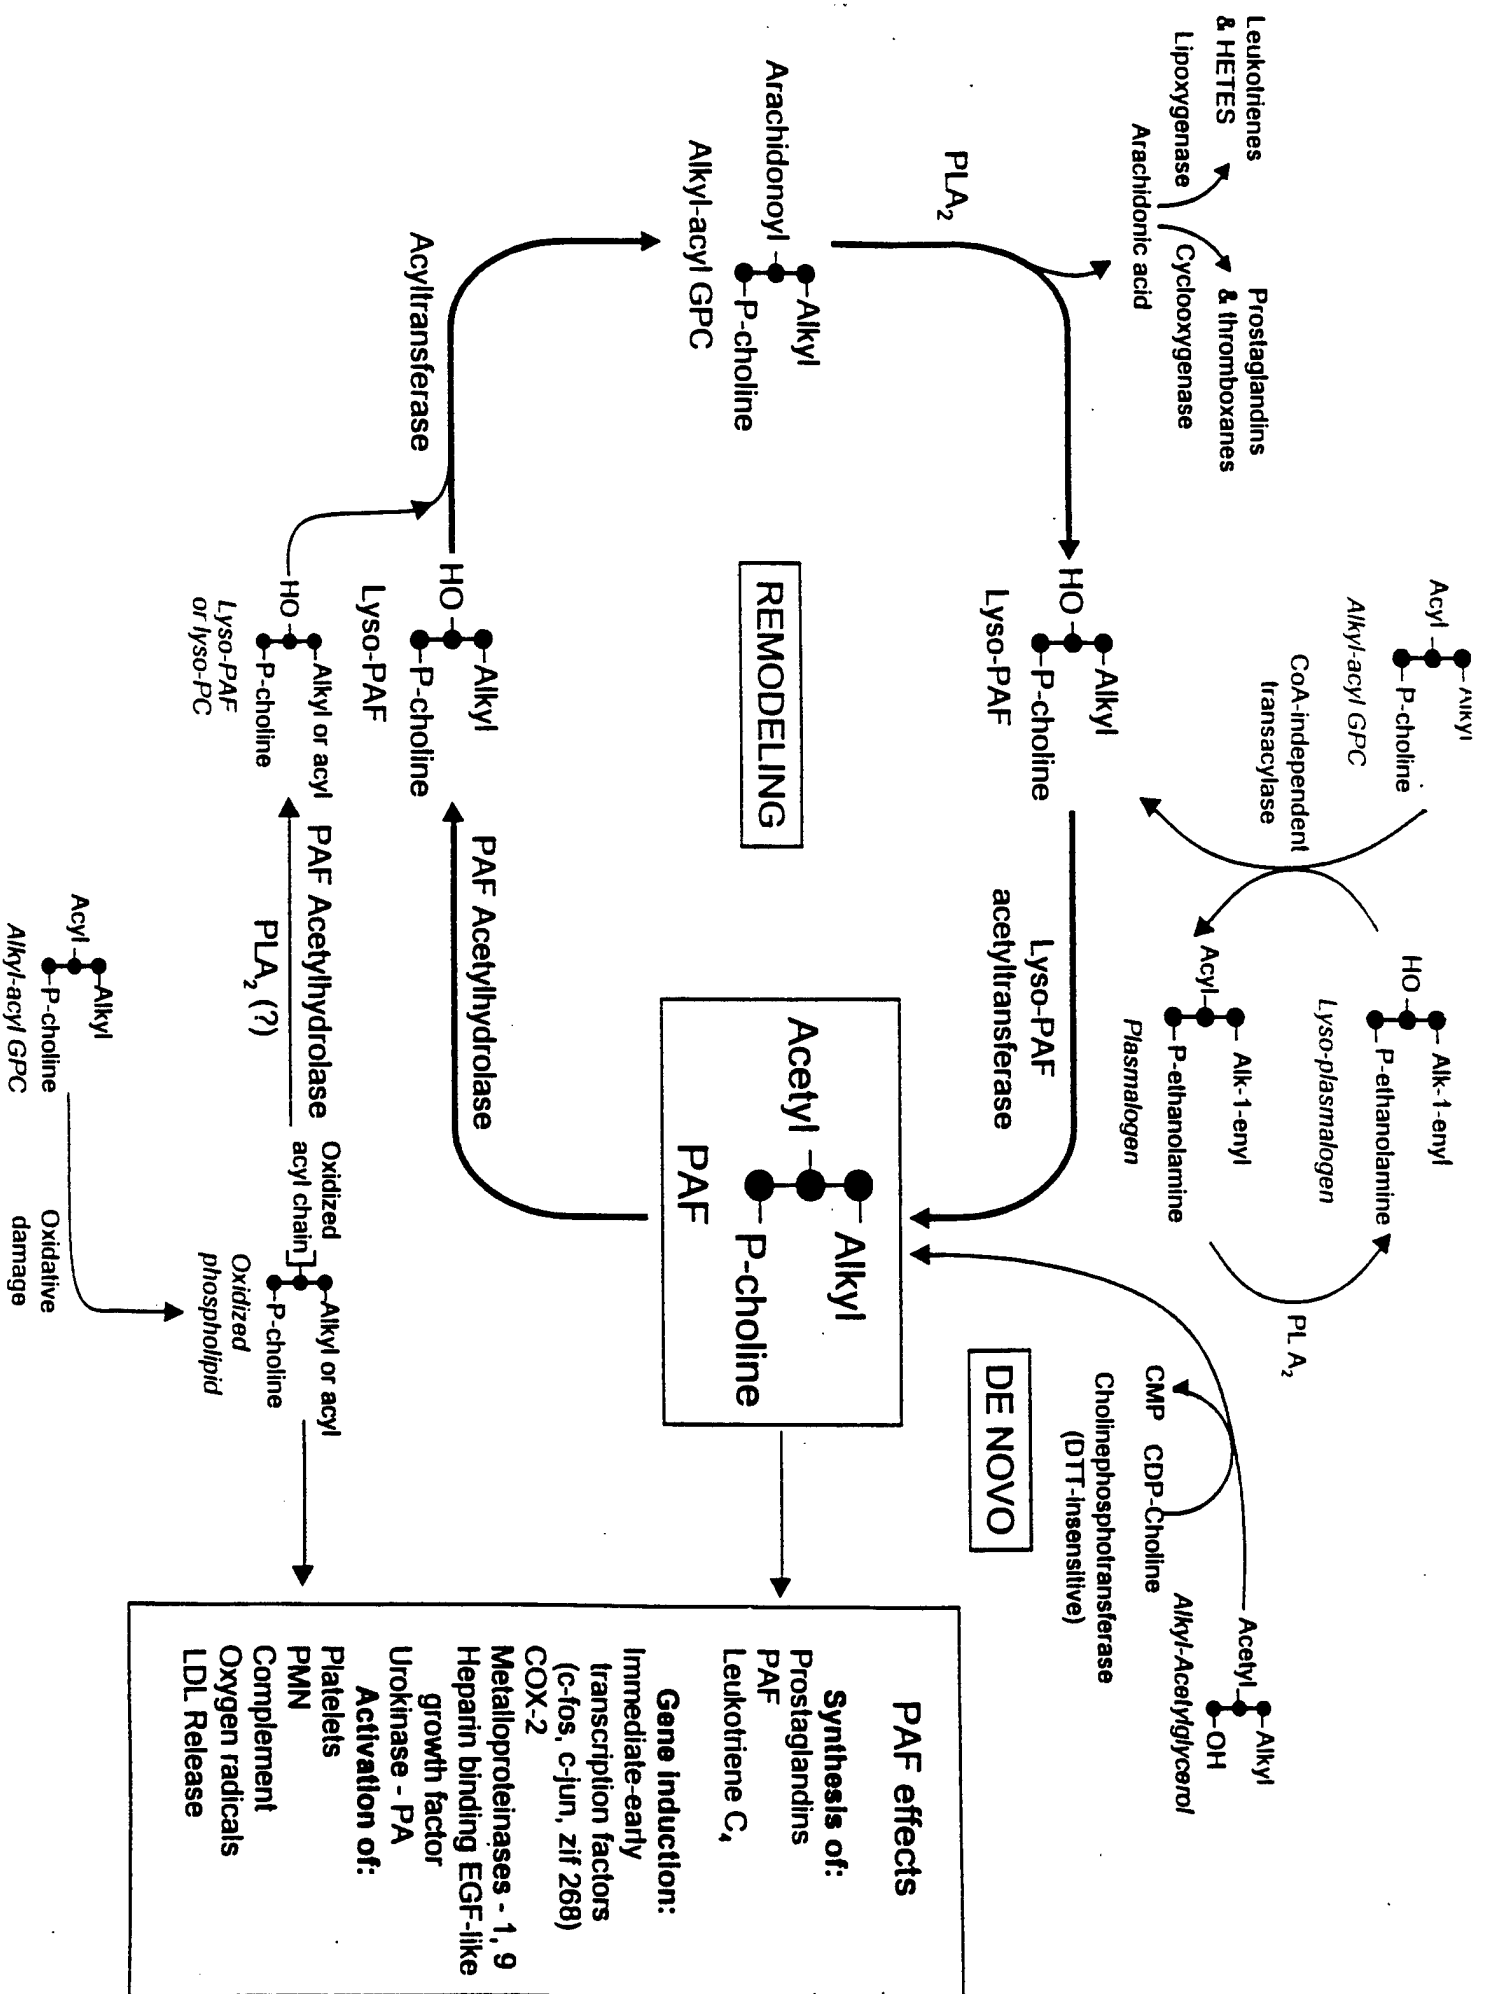 Leukotrienes
& HETES
Prostaglandins
& thromboxanes
Lipoxygenase
Cyclooxygenase
Arachidonic acid
PLA2
Arachidonoyl
Alkyl
P-choline
Alkyl-acyl GPC
Acyl
Alkyl
P-choline
Alkyl-acyl GPC
CoA-independent
transacylase
HO
Alk-1-enyl
P-ethanolamine
Lyso-plasmalogen
Acyl
Alk-1-enyl
P-ethanolamine
Plasmalogen
PLA2
HO
Alkyl
P-choline
Lyso-PAF
Lyso-PAF
acetyltransferase
Acetyl
Alkyl
OH
Alkyl-Acetylglycerol
CMP CDP-Choline
Cholinephosphotransferase
(DTT-insensitive)
DE NOVO
REMODELING
Acetyl
Alkyl
P-choline
PAF
PAF Acetylhydrolase
HO
Alkyl
P-choline
Lyso-PAF
Acyltransferase
HO
Alkyl or acyl
P-choline
Lyso-PAF
or lyso-PC
PAF Acetylhydrolase
PLA2 (?)
Oxidized
acyl chain
Alkyl or acyl
P-choline
Oxidized
phospholipid
Acyl
Alkyl
P-choline
Alkyl-acyl GPC
Oxidative
damage
PAF effects
Synthesis of:
Prostaglandins
PAF
Leukotriene C4
Gene induction:
Immediate-early
transcription factors
(c-fos, c-jun, zif 268)
COX-2
Metalloproteinases - 1, 9
Heparin binding EGF-like
growth factor
Urokinase - PA
Activation of:
Platelets
PMN
Complement
Oxygen radicals
LDL Release